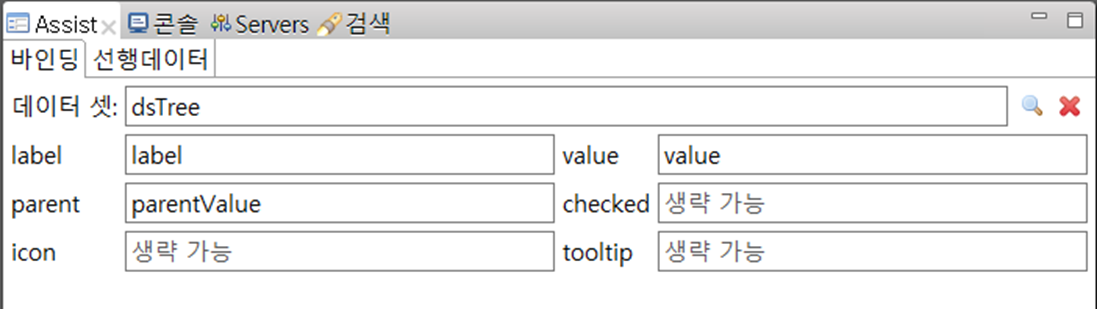 Assist 콘솔 Servers 검색
바인딩 선행데이터
데이터 셋: dsTree
label label value value
parent parentValue checked 생략 가능
icon 생략 가능 tooltip 생략 가능